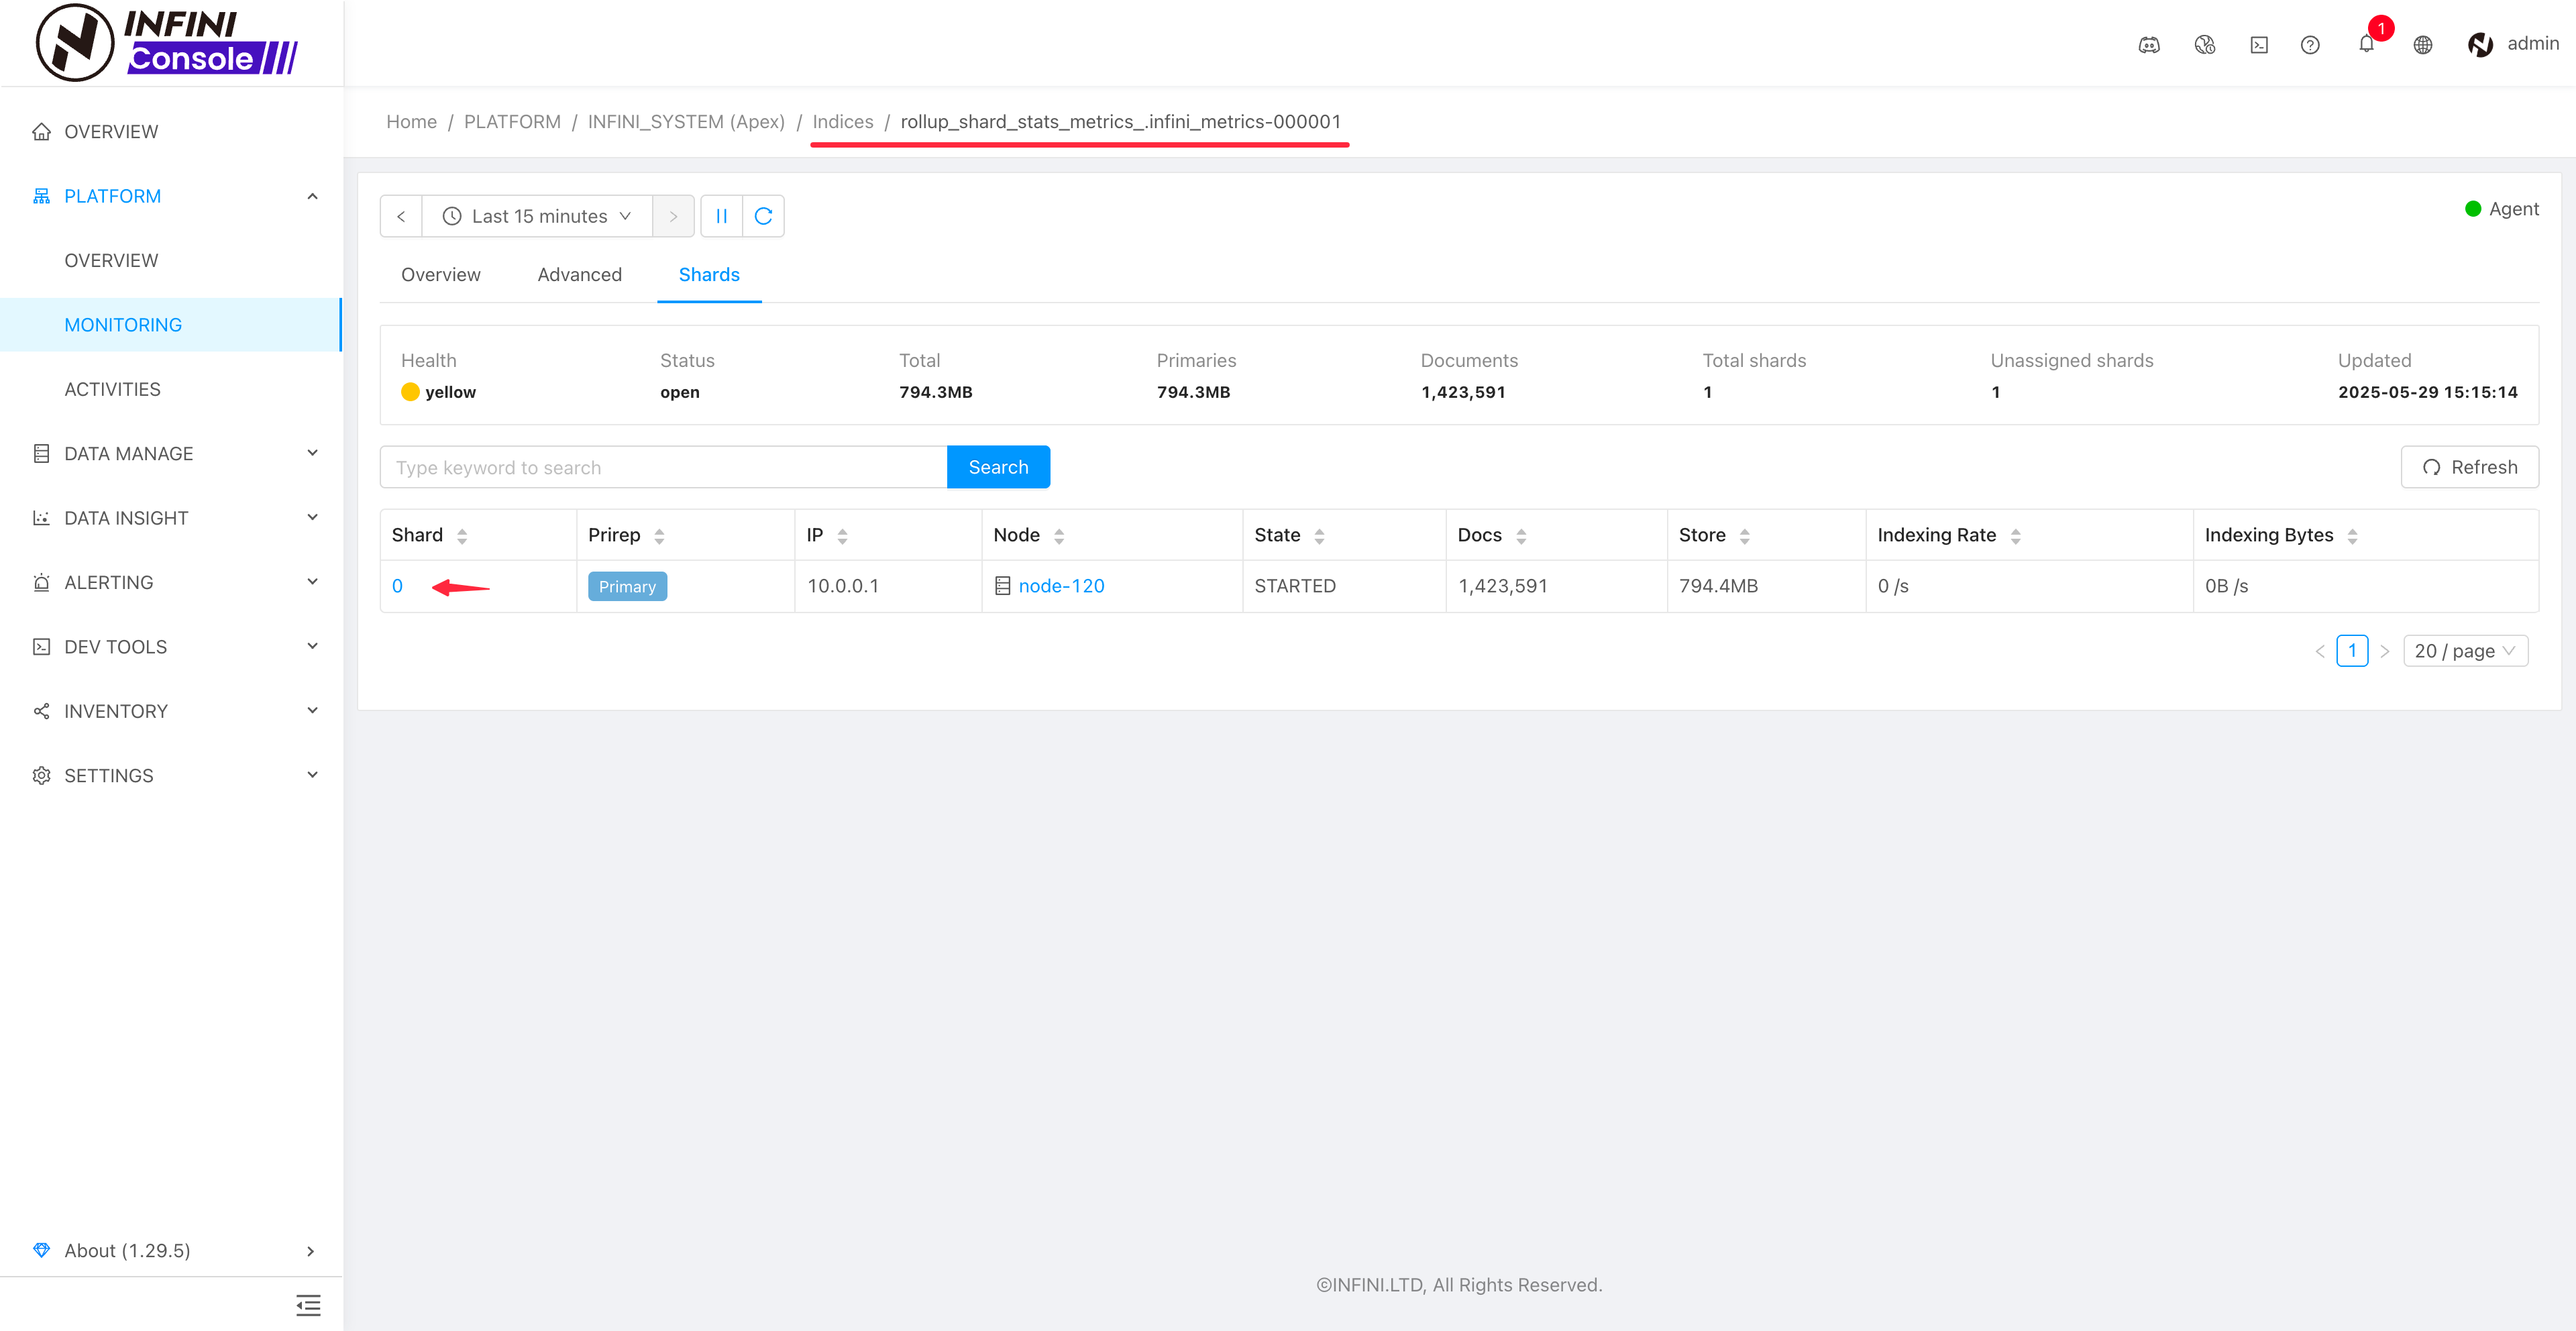 INFINI
Console
1
admin
Home / PLATFORM / INFINI_SYSTEM (Apex) / Indices / rollup_shard_stats_metrics_.infini_metrics-000001
OVERVIEW
PLATFORM
OVERVIEW
MONITORING
ACTIVITIES
DATA MANAGE
DATA INSIGHT
ALERTING
DEV TOOLS
INVENTORY
SETTINGS
About (1.29.5)
Last 15 minutes
Agent
Overview Advanced Shards
Health Status Total Primaries Documents Total shards Unassigned shards Updated
yellow open 794.3MB 794.3MB 1,423,591 1 1 2025-05-29 15:15:14
Type keyword to search Search Refresh
Shard Prirep IP Node State Docs Store Indexing Rate Indexing Bytes
0 Primary 10.0.0.1 node-120 STARTED 1,423,591 794.4MB 0 /s 0B /s
1 20 / page
©INFINI.LTD, All Rights Reserved.